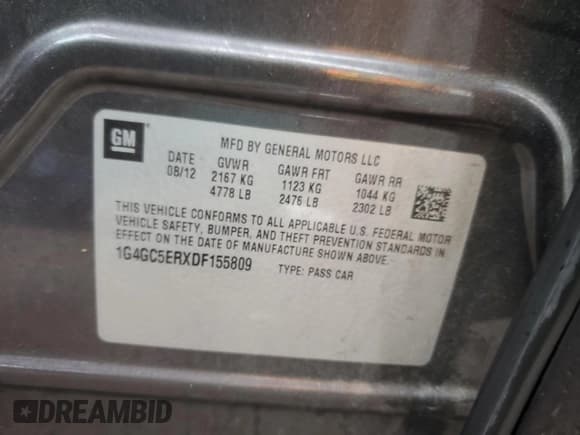 GM ®
MFD BY GENERAL MOTORS LLC
DATE GVWR GAWR FRT GAWR RR
08/12 2167 KG 1123 KG 1044 KG
4778 LB 2476 LB 2302 LB
THIS VEHICLE CONFORMS TO ALL APPLICABLE U.S. FEDERAL MOTOR
VEHICLE SAFETY, BUMPER, AND THEFT PREVENTION STANDARDS IN
EFFECT ON THE DATE OF MANUFACTURE SHOWN ABOVE.
1G4GC5ERXDF155809 TYPE: PASS CAR
DREAMBID